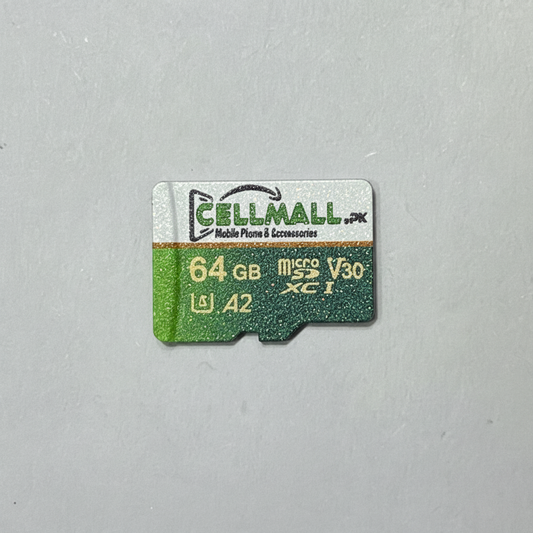 CELLMALL.PK
Mobile Phone & Accessories
64 GB micro SD XC I V30
A2